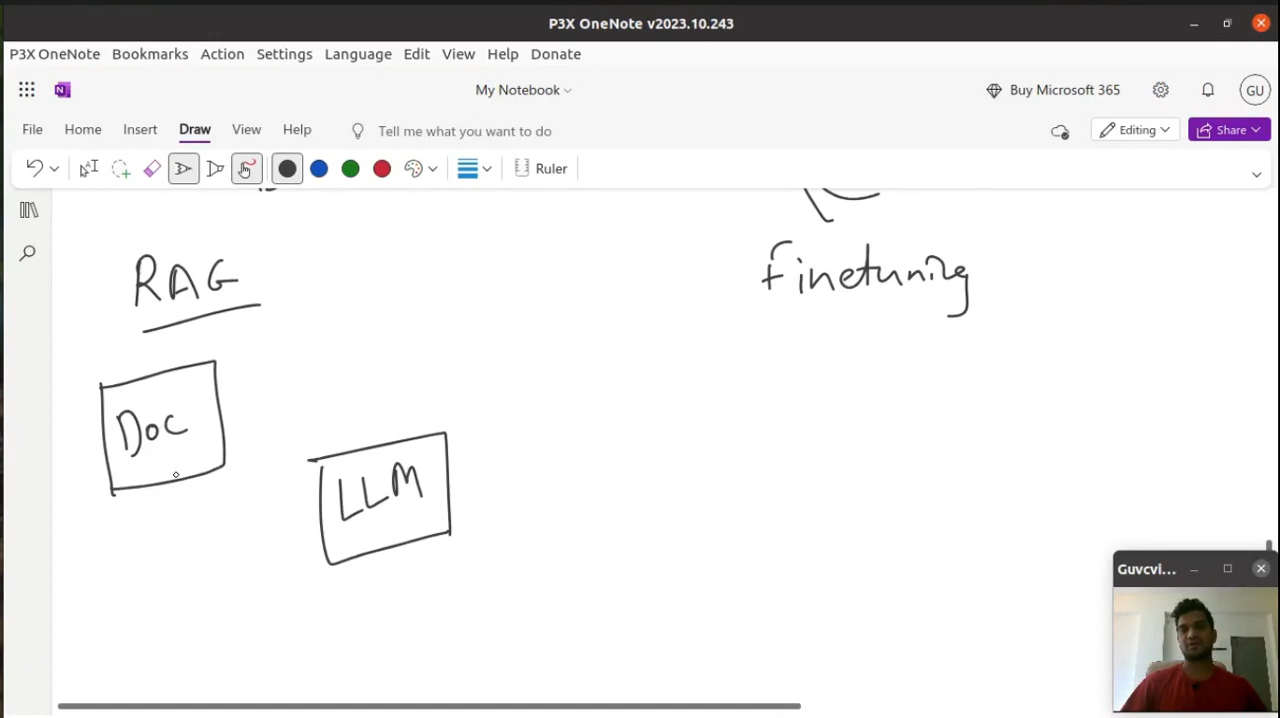 P3X OneNote v2023.10.243
P3X OneNote Bookmarks Action Settings Language Edit View Help Donate
N My Notebook Buy Microsoft 365 GU
File Home Insert Draw View Help Tell me what you want to do Editing Share
Ruler
RAG
finetuning
Doc
LLM
Guvcvi...